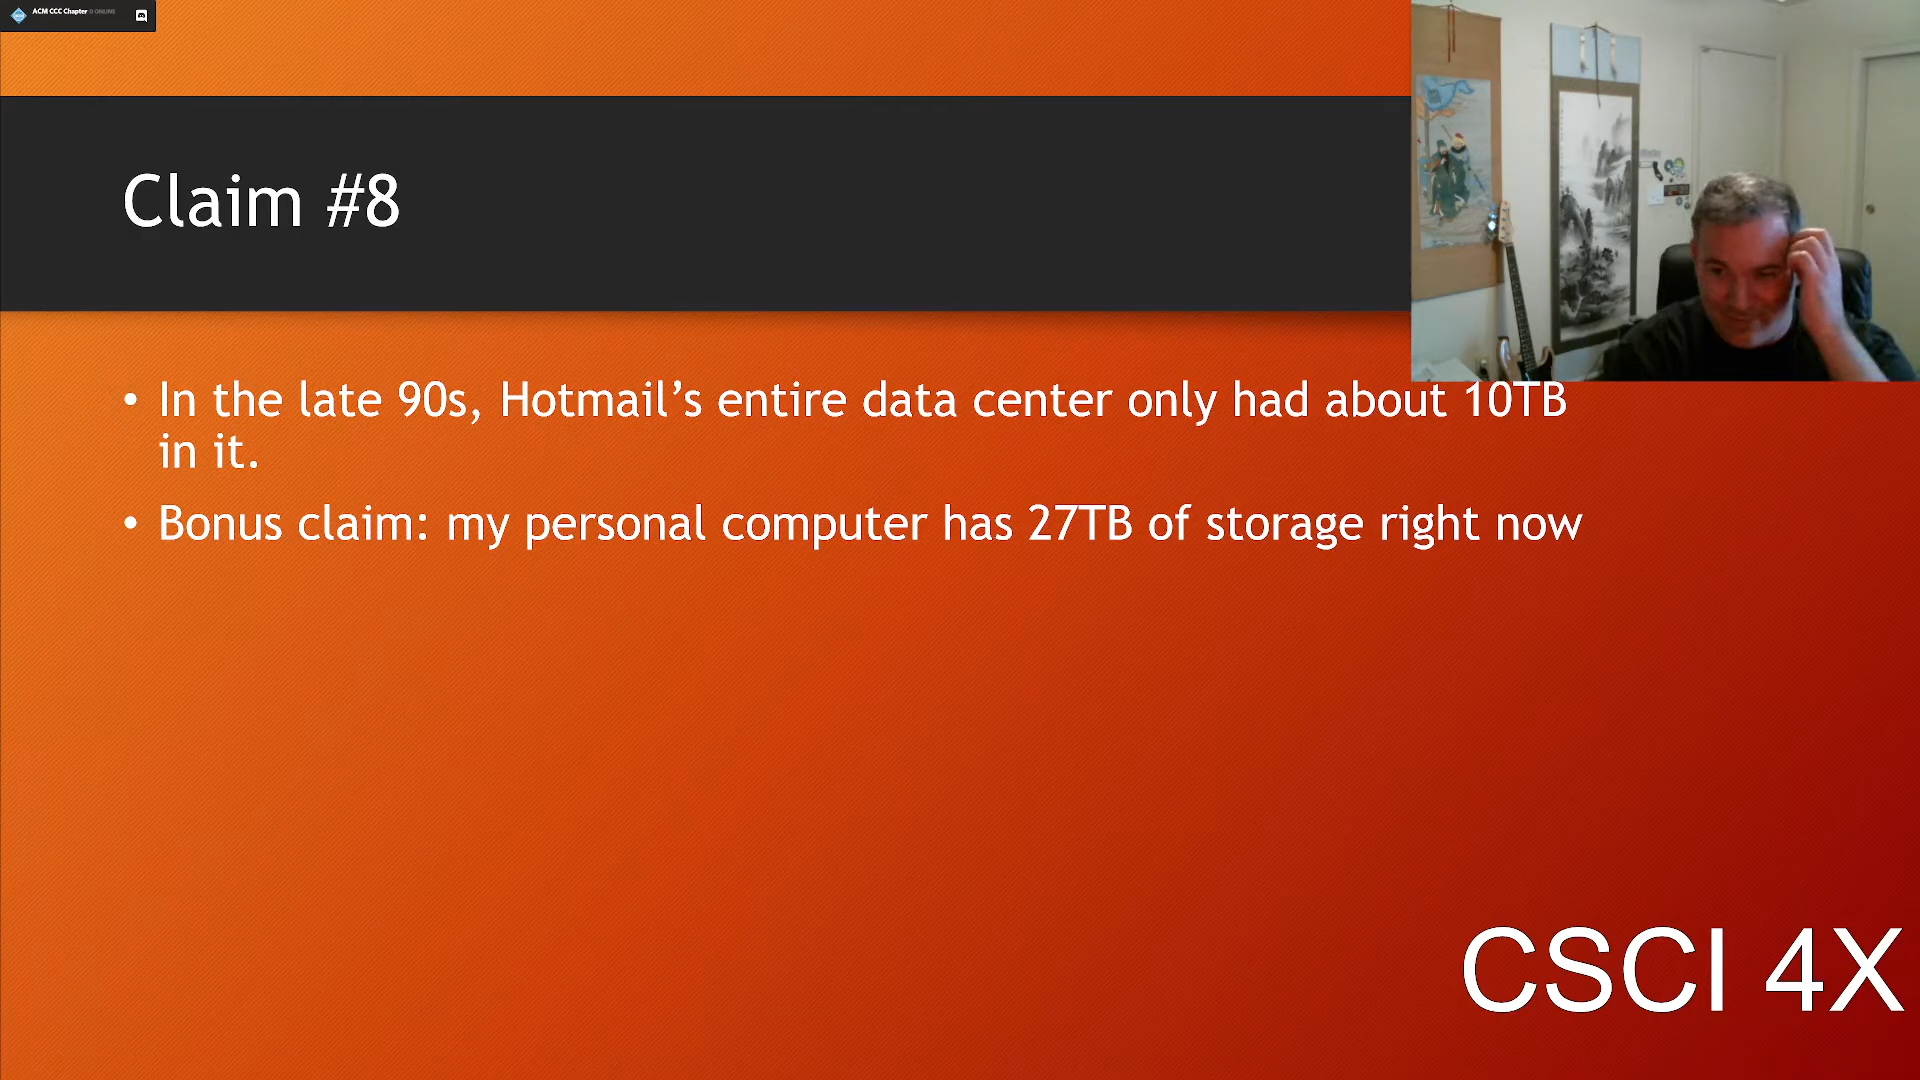 ACM CCC Chapter
Claim #8
• In the late 90s, Hotmail’s entire data center only had about 10TB
in it.
• Bonus claim: my personal computer has 27TB of storage right now
CSCI 4X